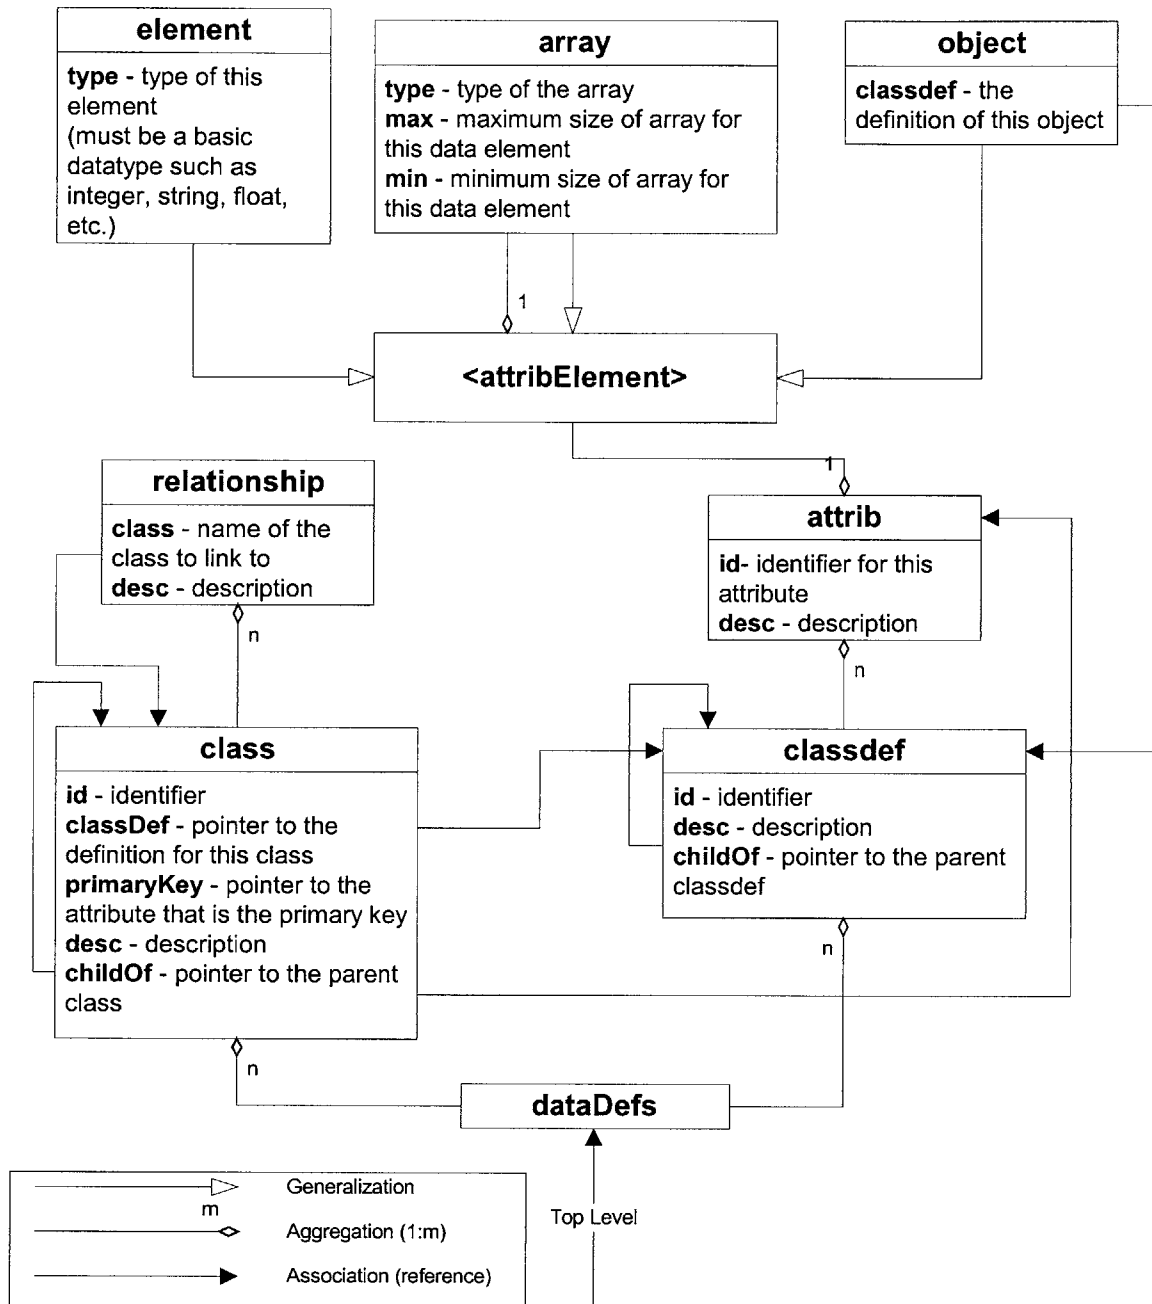 element
type - type of this
element
(must be a basic
datatype such as
integer, string, float,
etc.)
array
type - type of the array
max - maximum size of array for
this data element
min - minimum size of array for
this data element
object
classdef - the
definition of this object
1
<attribElement>
1
relationship
class - name of the
class to link to
desc - description
n
attrib
id- identifier for this
attribute
desc - description
n
class
id - identifier
classDef - pointer to the
definition for this class
primaryKey - pointer to the
attribute that is the primary key
desc - description
childOf - pointer to the parent
class
n
classdef
id - identifier
desc - description
childOf - pointer to the parent
classdef
n
dataDefs
Top Level
Generalization
m
Aggregation (1:m)
Association (reference)